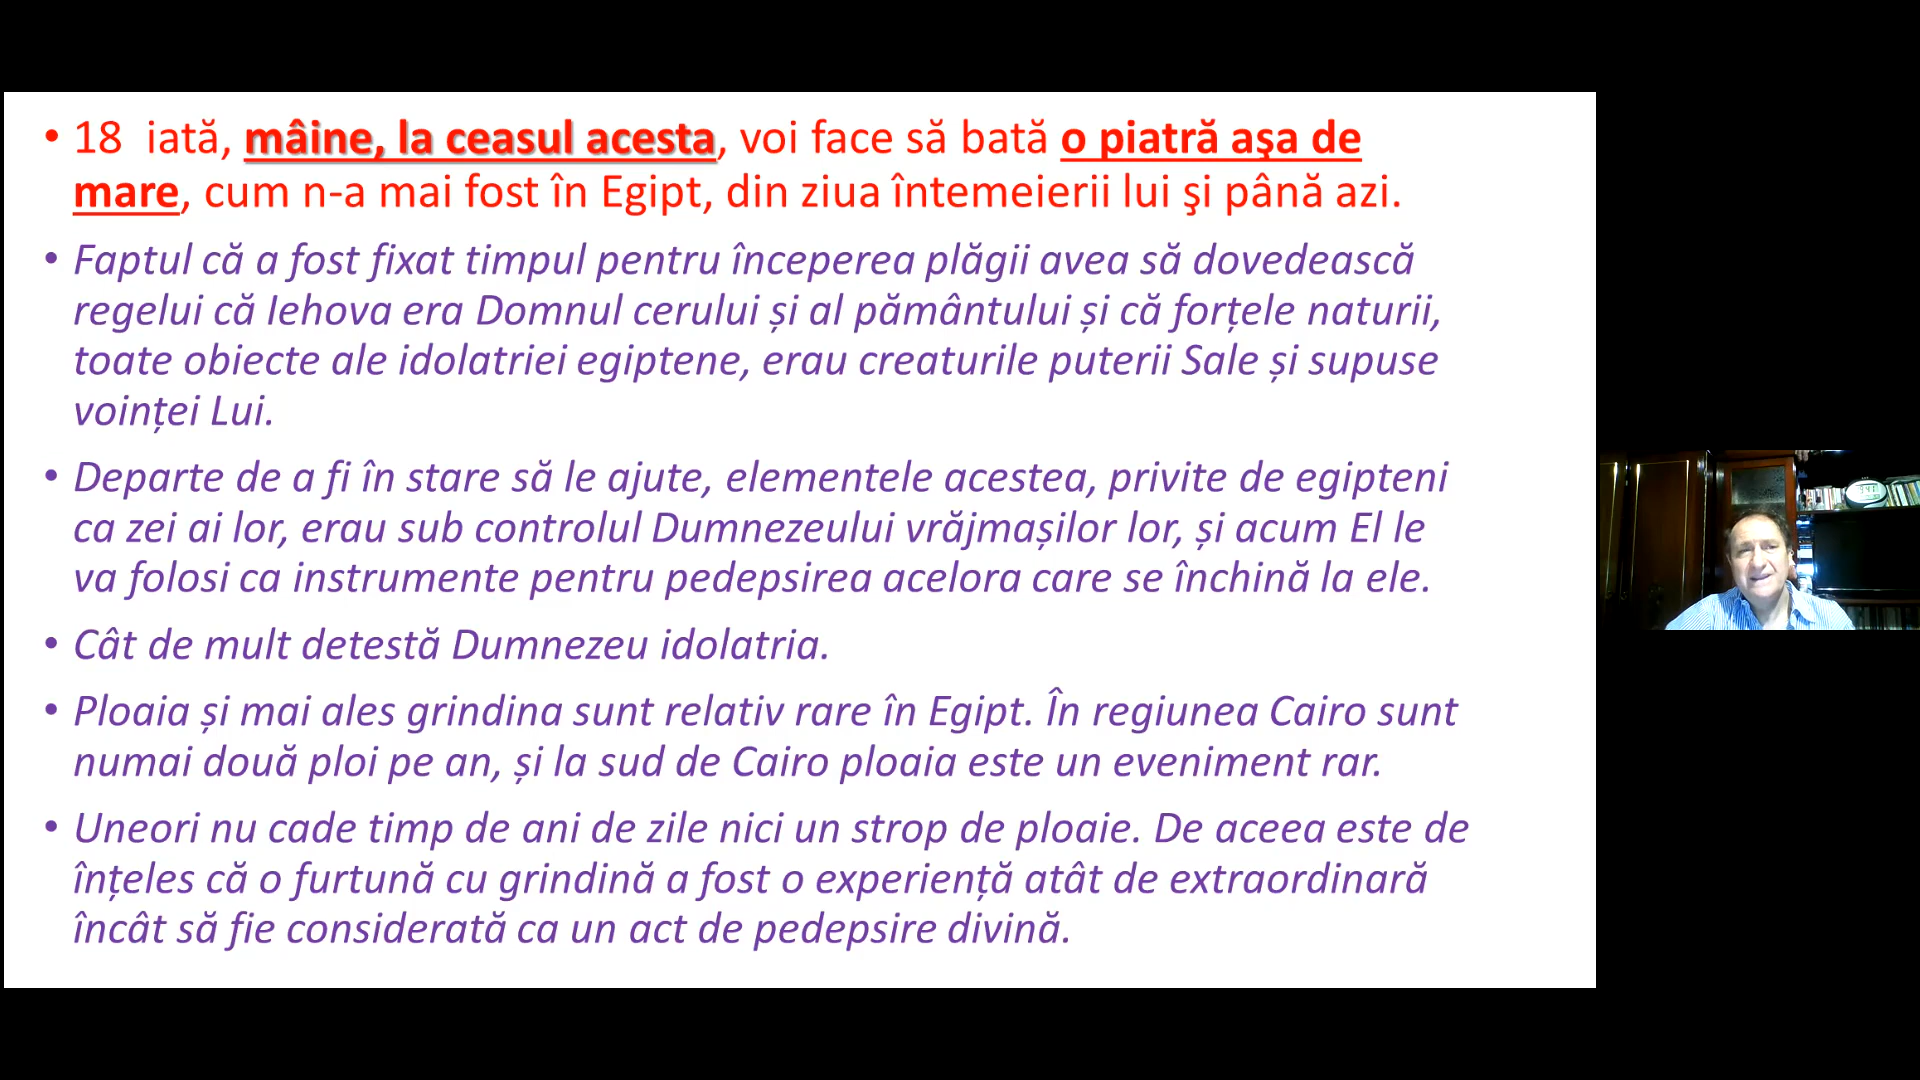 • 18  iată, mâine, la ceasul acesta, voi face să bată o piatră aşa de
mare, cum n-a mai fost în Egipt, din ziua întemeierii lui şi până azi.
• Faptul că a fost fixat timpul pentru începerea plăgii avea să dovedească
regelui că Iehova era Domnul cerului și al pământului și că forțele naturii,
toate obiecte ale idolatriei egiptene, erau creaturile puterii Sale și supuse
voinței Lui.
• Departe de a fi în stare să le ajute, elementele acestea, privite de egipteni
ca zei ai lor, erau sub controlul Dumnezeului vrăjmașilor lor, și acum El le
va folosi ca instrumente pentru pedepsirea acelora care se închină la ele.
• Cât de mult detestă Dumnezeu idolatria.
• Ploaia și mai ales grindina sunt relativ rare în Egipt. În regiunea Cairo sunt
numai două ploi pe an, și la sud de Cairo ploaia este un eveniment rar.
• Uneori nu cade timp de ani de zile nici un strop de ploaie. De aceea este de
înțeles că o furtună cu grindină a fost o experiență atât de extraordinară
încât să fie considerată ca un act de pedepsire divină.